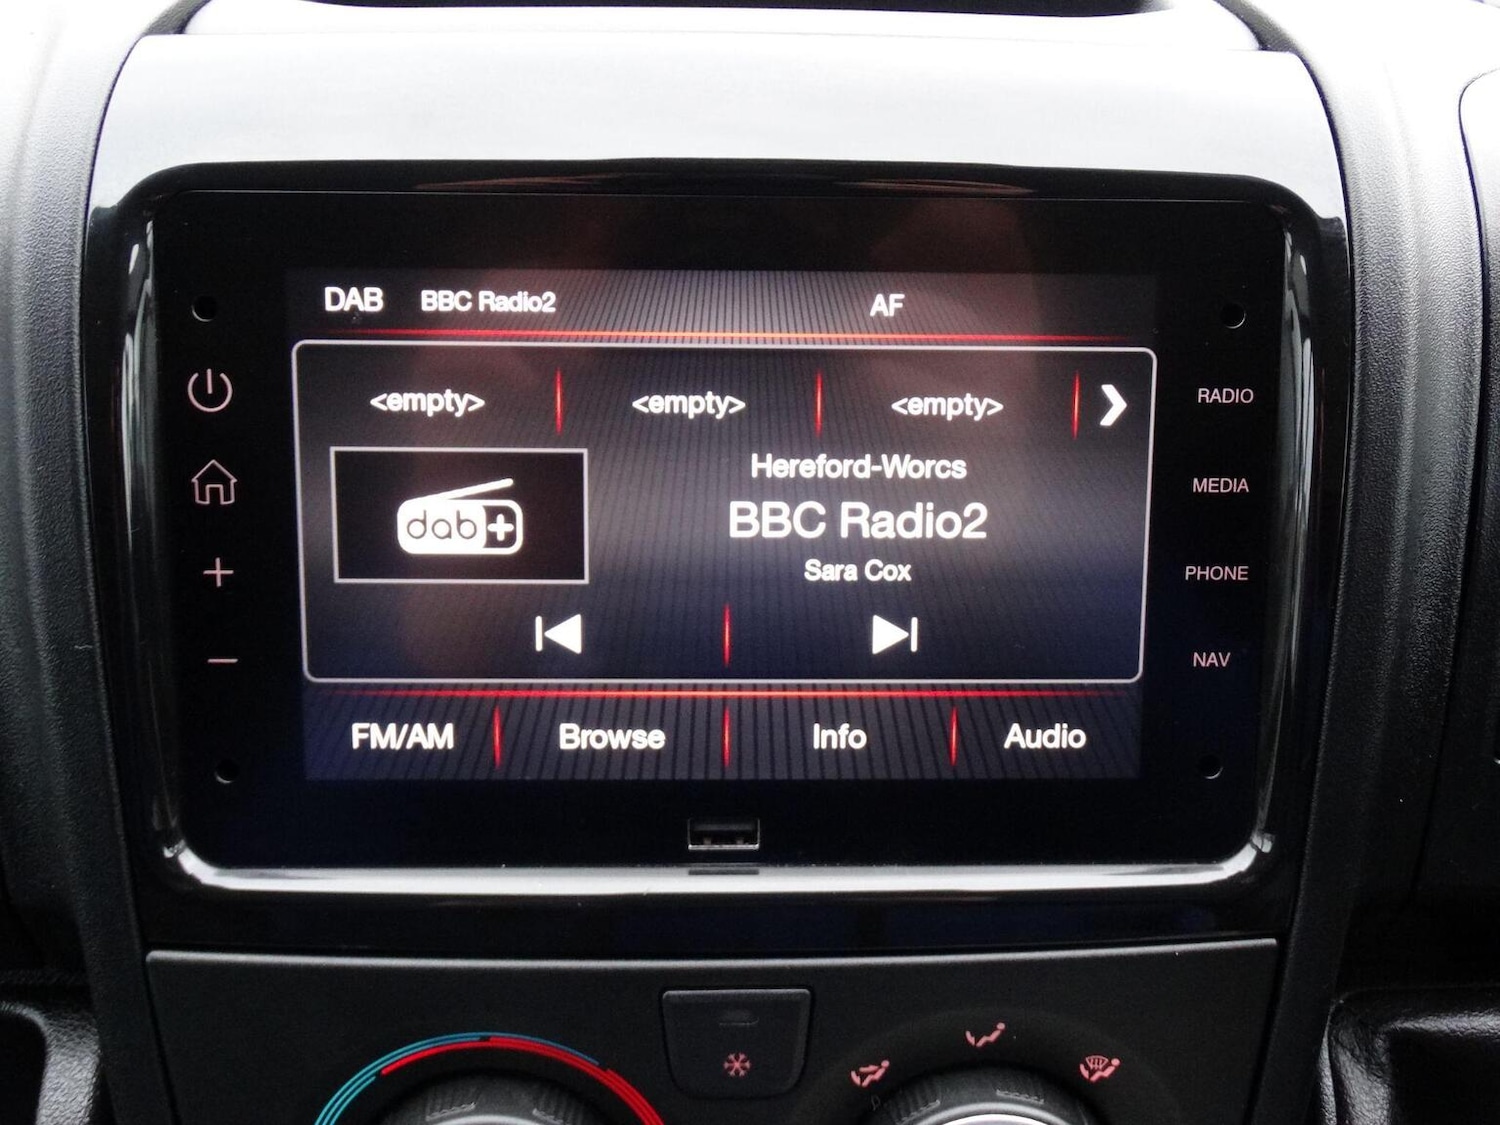 DAB BBC Radio2 AF
<empty> <empty> <empty>
RADIO
Hereford-Worcs
MEDIA
dab+
BBC Radio2
Sara Cox
PHONE
NAV
FM/AM Browse Info Audio